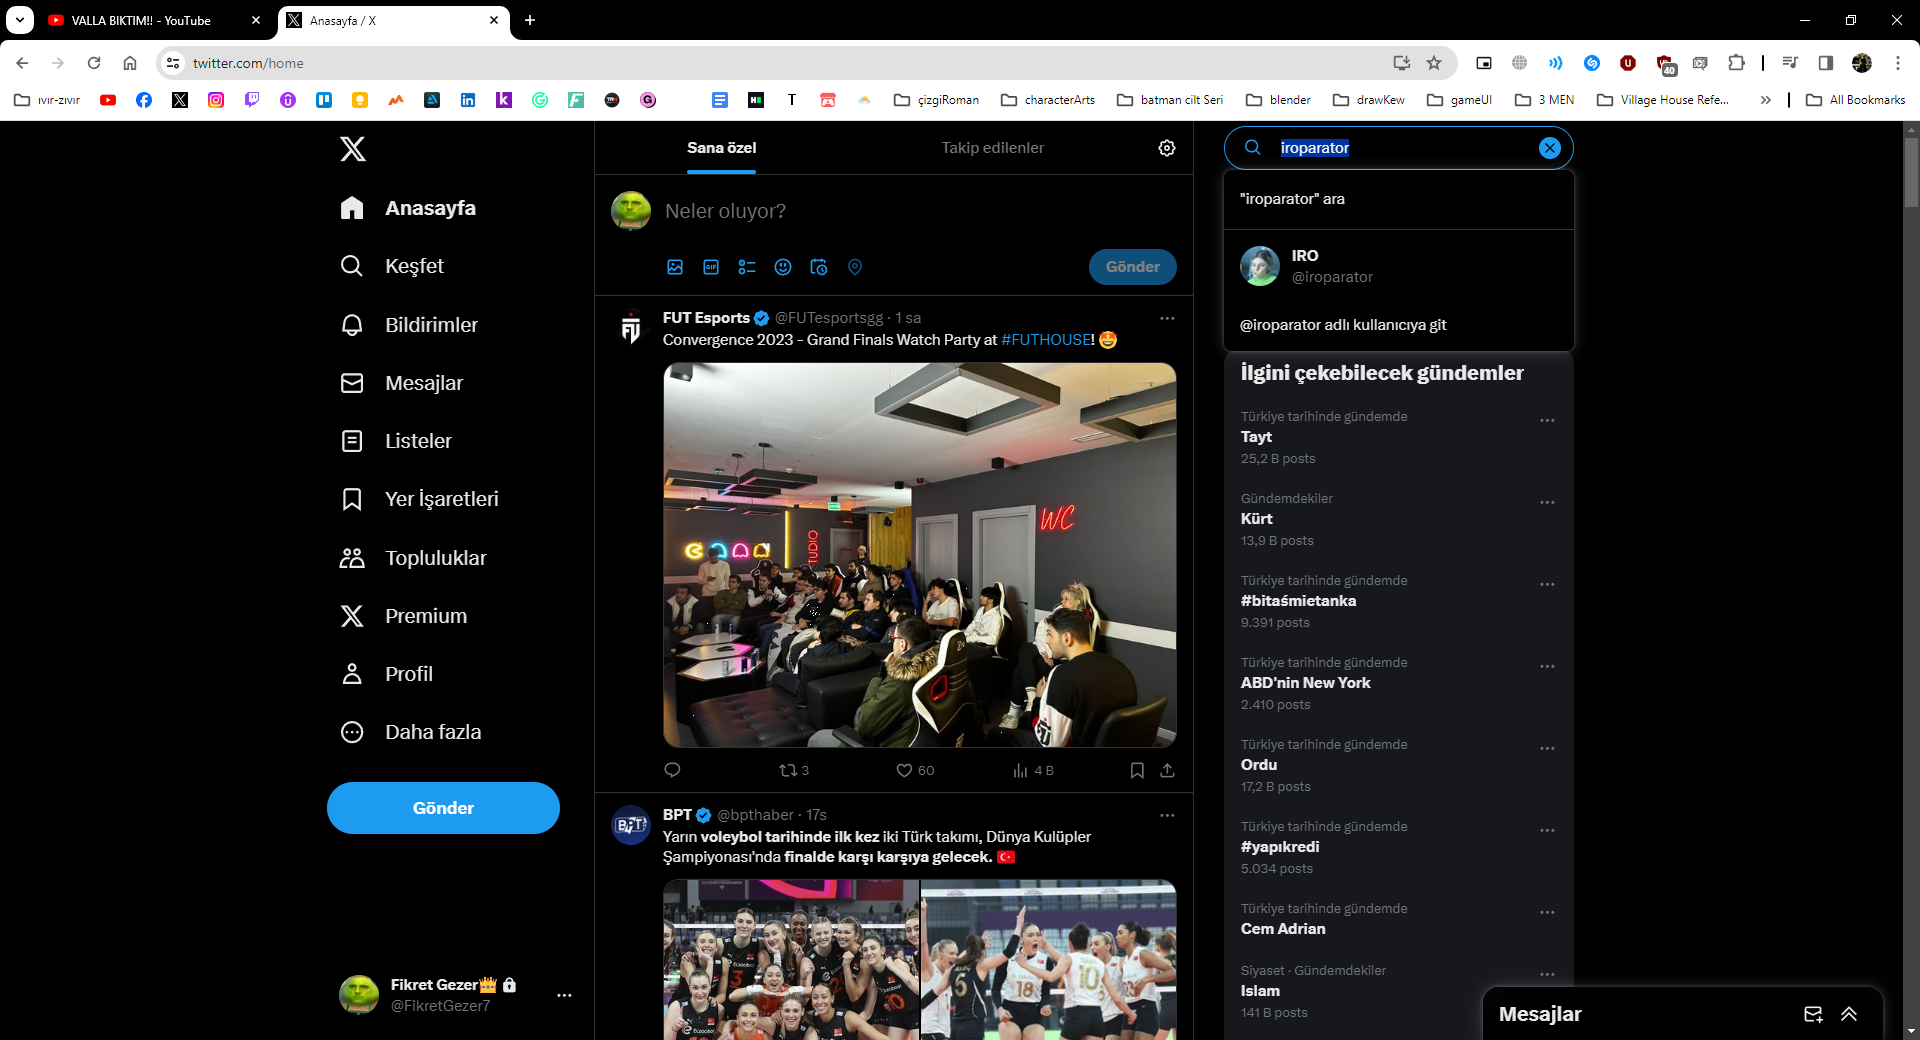 VALLA BIKTIM!! - YouTube
Anasayfa / X
twitter.com/home
ıvır-zıvır
çizgiRoman
characterArts
batman cilt Seri
blender
drawKew
gameUI
3 MEN
Village House Refe...
All Bookmarks
40
Anasayfa
Keşfet
Bildirimler
Mesajlar
Listeler
Yer İşaretleri
Topluluklar
Premium
Profil
Daha fazla
Gönder
Fikret Gezer👑
@FikretGezer7
Sana özel
Takip edilenler
Neler oluyor?
GIF
Gönder
FUT Esports @FUTesportsgg · 1 sa
Convergence 2023 - Grand Finals Watch Party at #FUTHOUSE! 🤩
WC
3
60
4 B
BPT @bpthaber · 17s
Yarın voleybol tarihinde ilk kez iki Türk takımı, Dünya Kulüpler
Şampiyonası'nda finalde karşı karşıya gelecek. 🇹🇷
iroparator
"iroparator" ara
IRO
@iroparator
@iroparator adlı kullanıcıya git
İlgini çekebilecek gündemler
Türkiye tarihinde gündemde
Tayt
25,2 B posts
Gündemdekiler
Kürt
13,9 B posts
Türkiye tarihinde gündemde
#bitaśmietanka
9.391 posts
Türkiye tarihinde gündemde
ABD'nin New York
2.410 posts
Türkiye tarihinde gündemde
Ordu
17,2 B posts
Türkiye tarihinde gündemde
#yapıkredi
5.034 posts
Türkiye tarihinde gündemde
Cem Adrian
Siyaset · Gündemdekiler
Islam
141 B posts
Mesajlar